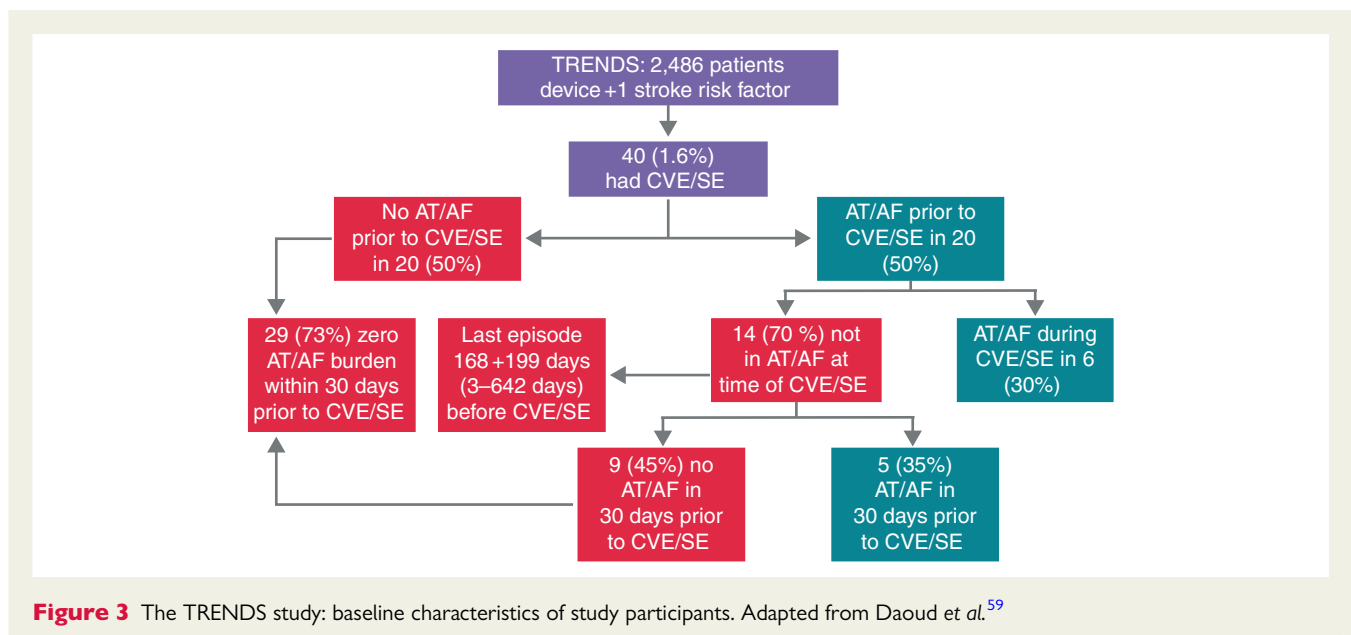 TRENDS: 2,486 patients
device+1 stroke risk factor
40 (1.6%)
had CVE/SE
No AT/AF
prior to CVE/SE
in 20 (50%)
AT/AF prior to
CVE/SE in 20
(50%)
29 (73%) zero
AT/AF burden
within 30 days
prior to CVE/SE
Last episode
168+199 days
(3–642 days)
before CVE/SE
14 (70 %) not
in AT/AF at
time of CVE/SE
AT/AF during
CVE/SE in 6
(30%)
9 (45%) no
AT/AF in
30 days prior
to CVE/SE
5 (35%)
AT/AF in
30 days prior
to CVE/SE
Figure 3 The TRENDS study: baseline characteristics of study participants. Adapted from Daoud et al.59